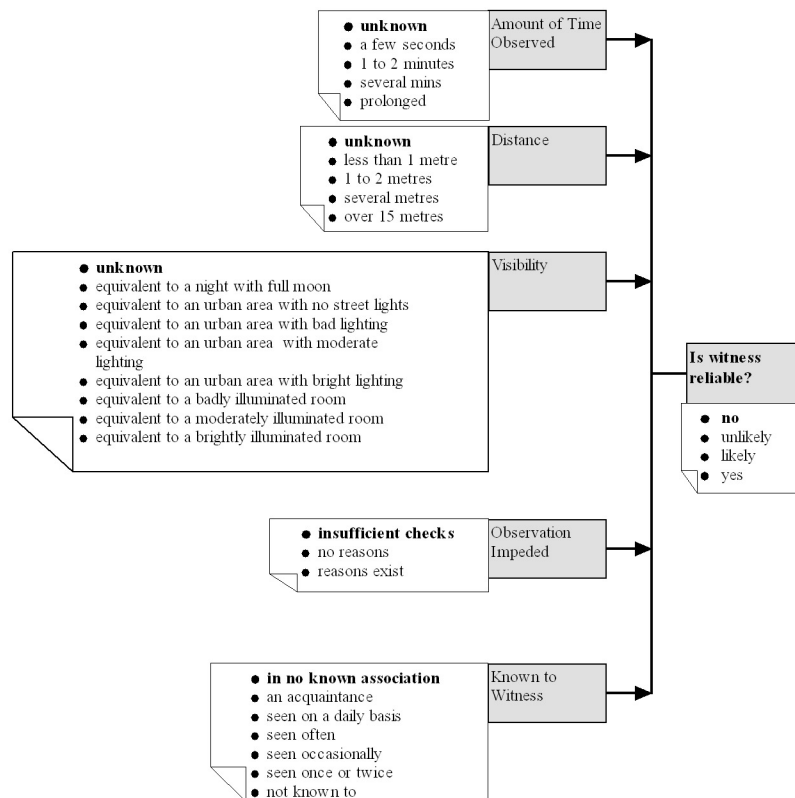 unknown
a few seconds
1 to 2 minutes
several mins
prolonged
Amount of Time
Observed
unknown
less than 1 metre
1 to 2 metres
several metres
over 15 metres
Distance
unknown
equivalent to a night with full moon
equivalent to an urban area with no street lights
equivalent to an urban area with bad lighting
equivalent to an urban area with moderate
lighting
equivalent to an urban area with bright lighting
equivalent to a badly illuminated room
equivalent to a moderately illuminated room
equivalent to a brightly illuminated room
Visibility
Is witness
reliable?
no
unlikely
likely
yes
insufficient checks
no reasons
reasons exist
Observation
Impeded
in no known association
an acquaintance
seen on a daily basis
seen often
seen occasionally
seen once or twice
not known to
Known to
Witness